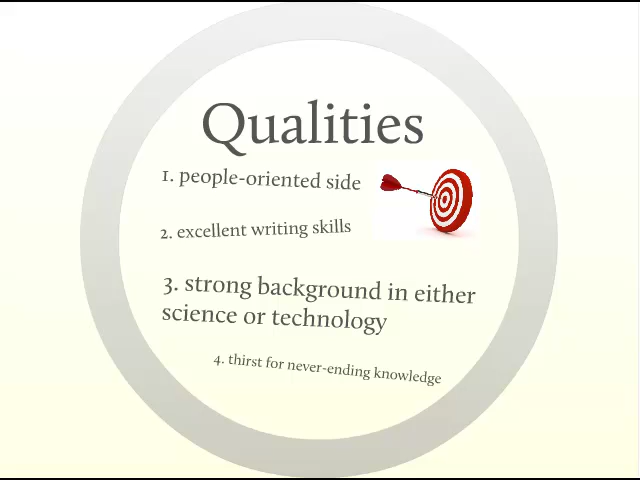 Qualities
1. people-oriented side
2. excellent writing skills
3. strong background in either
science or technology
4. thirst for never-ending knowledge